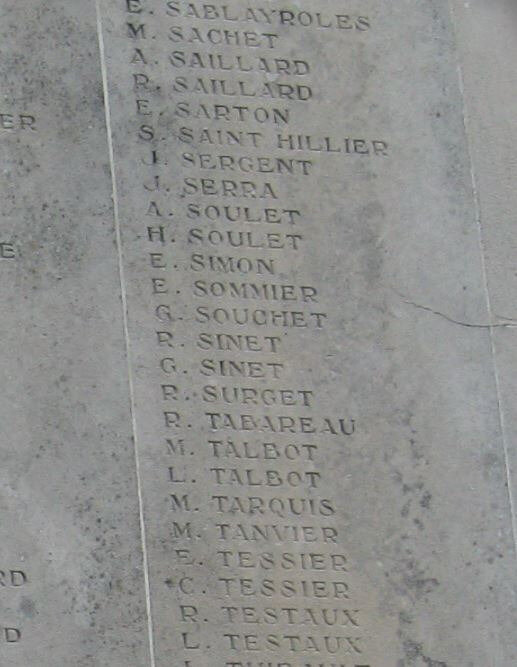 E. SABLAYROLES
M. SACHET
A. SAILLARD
R. SAILLARD
E. SARTON
S. SAINT HILLIER
J. SERGENT
J. SERRA
A. SOULET
H. SOULET
E. SIMON
E. SOMMIER
G. SOUCHET
R. SINET
G. SINET
R. SURGET
R. TABAREAU
M. TALBOT
L. TALBOT
M. TARQUIS
M. TANVIER
E. TESSIER
C. TESSIER
R. TESTAUX
L. TESTAUX